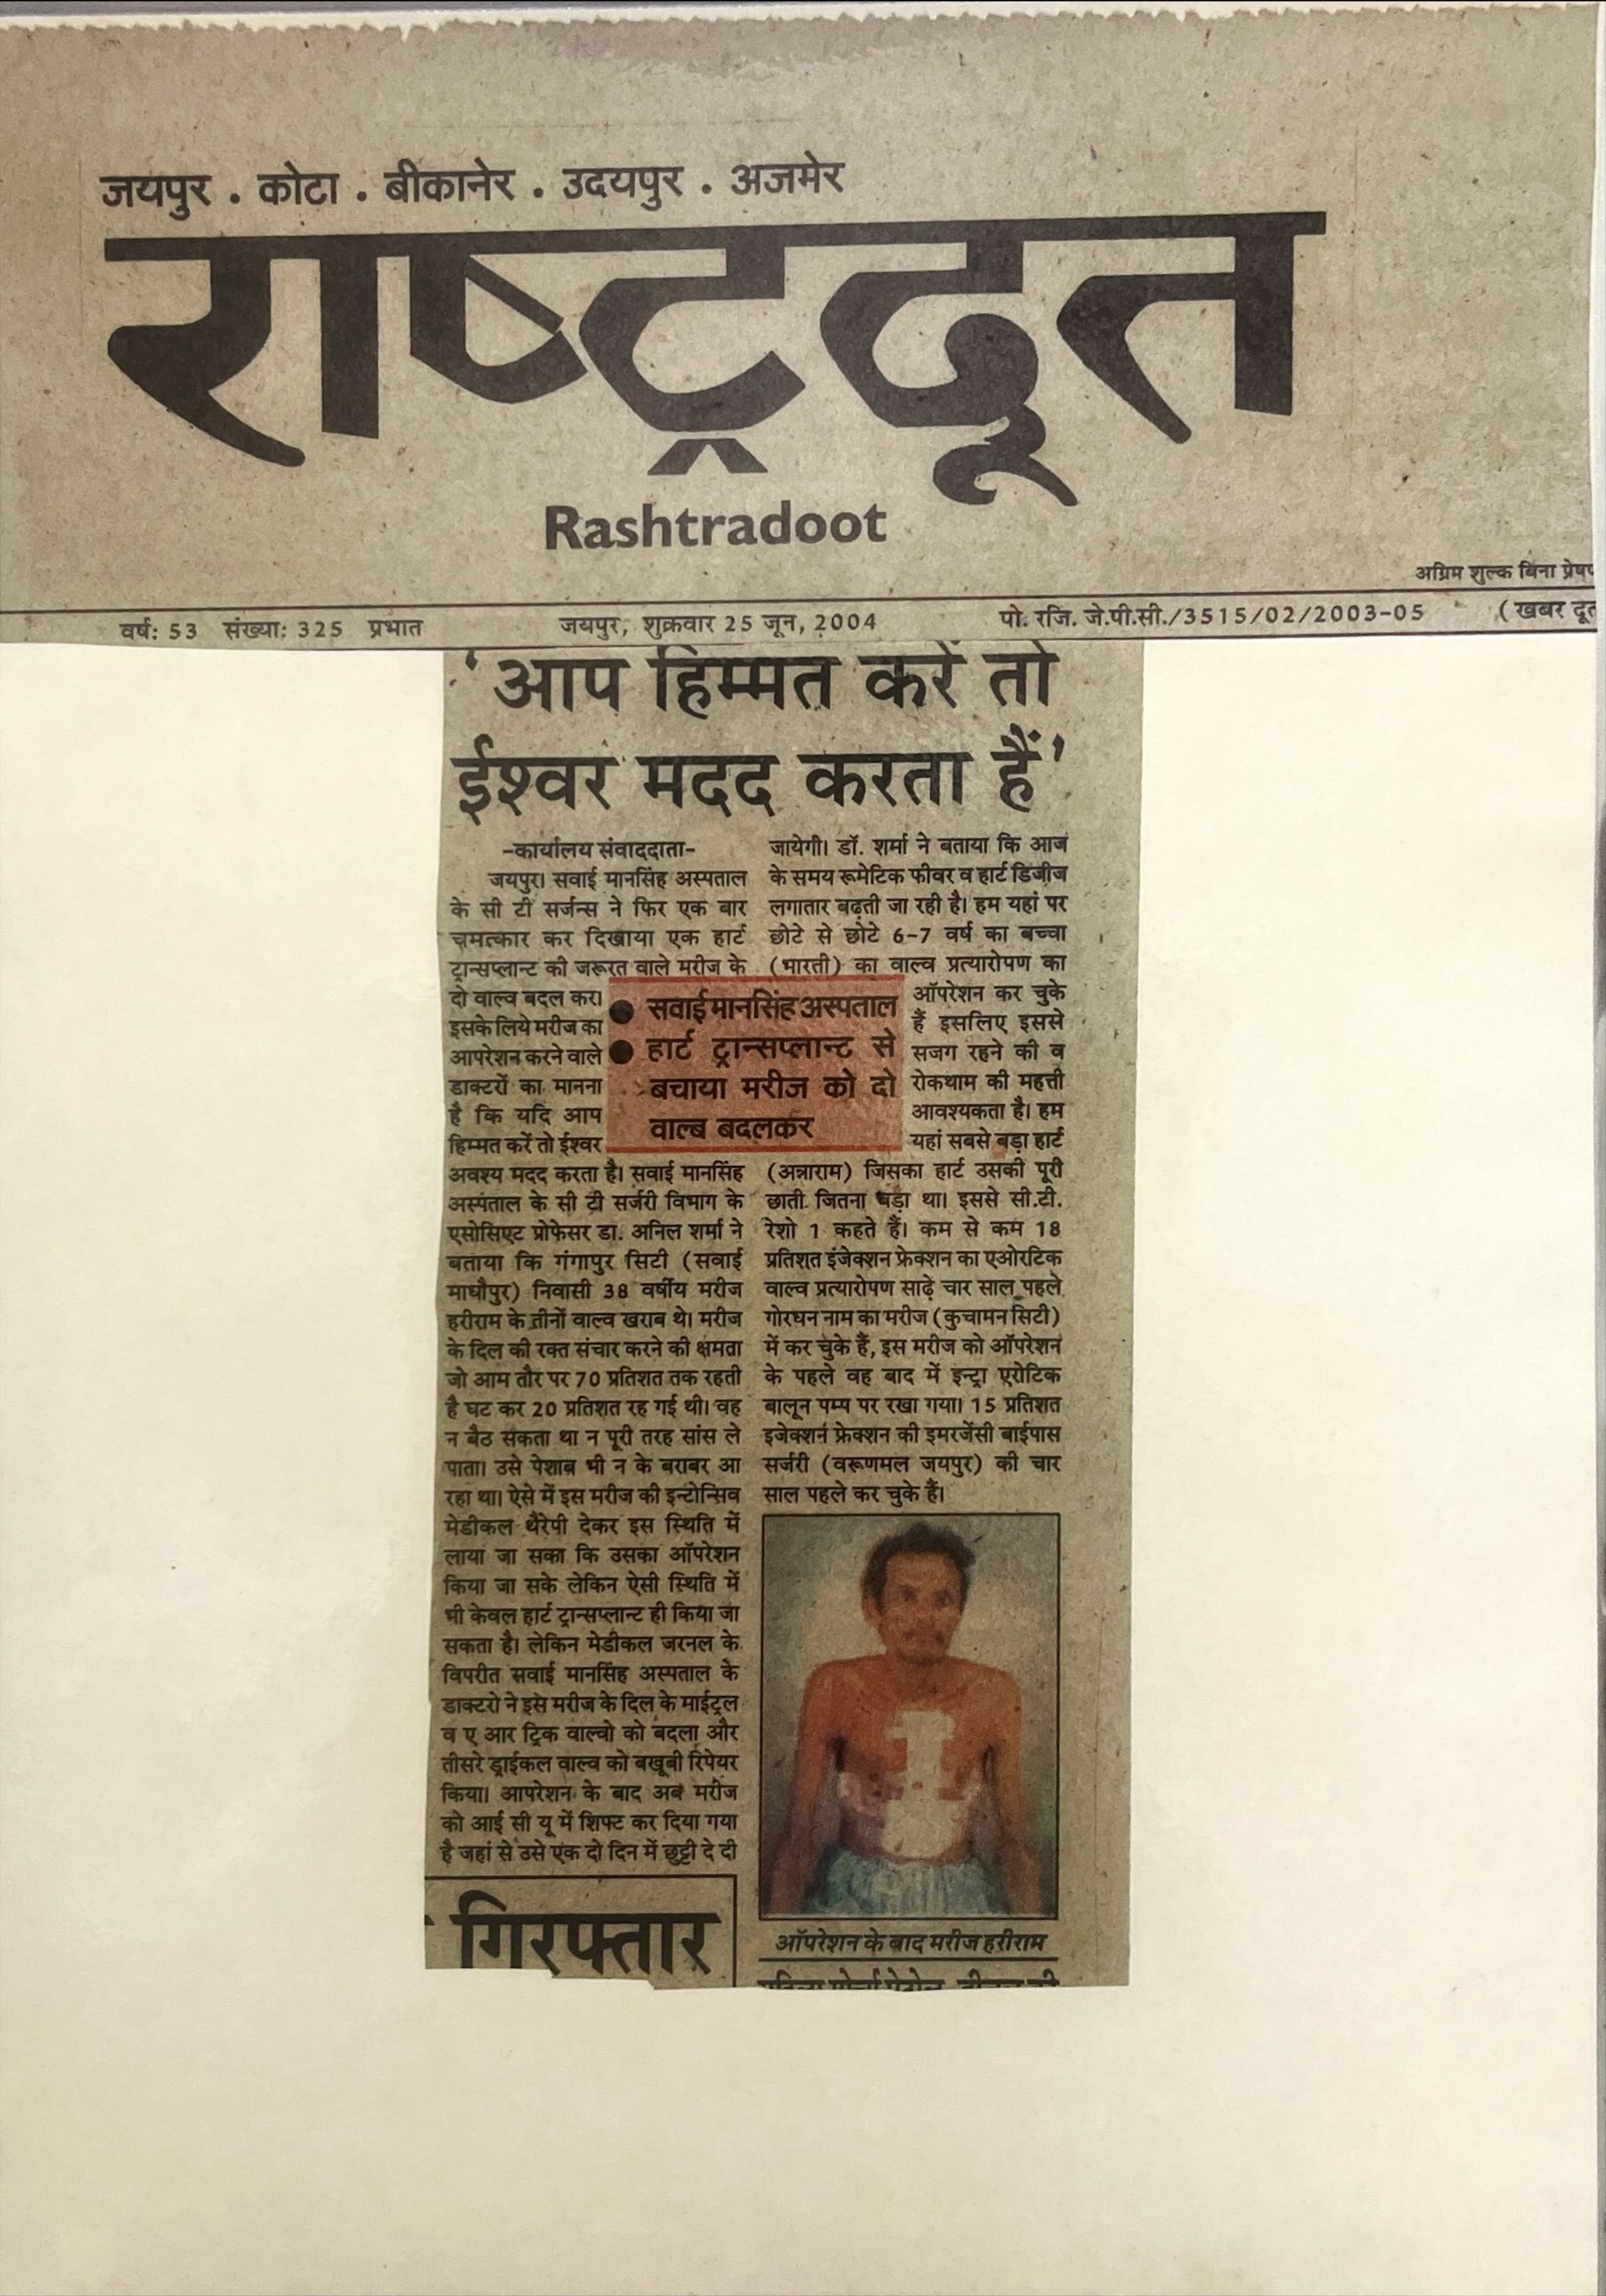 जयपुर . कोटा . बीकानेर . उदयपुर . अजमेर
राष्ट्रदूत
Rashtradoot
अग्रिम शुल्क बिना
वर्ष: 53 संख्या: 325 प्रभात
जयपुर, शुक्रवार 25 जून, 2004
पो. रजि. जे.पी.सी./3515/02/2003-05
(खबर
'आप हिम्मत करें तो
ईश्वर मदद करता हैं'
-कार्यालय संवाददाता-
जयपुर। सवाई मानसिंह अस्पताल
के सी टी सर्जन्स ने फिर एक बार
चमत्कार कर दिखाया एक हार्ट
ट्रान्सप्लान्ट की जरूरत वाले मरीज के
दो वाल्व बदल कर।
इसके लिये मरीज का
आपरेशन करने वाले
डाक्टरों का मानना
है कि यदि आप
हिम्मत करें तो ईश्वर
अवश्य मदद करता है। सवाई मानसिंह
अस्पताल के सी टी सर्जरी विभाग के
एसोसिएट प्रोफेसर डा. अनिल शर्मा ने
बताया कि गंगापुर सिटी (सवाई
माधौपुर) निवासी 38 वर्षीय मरीज
हरीराम के तीनों वाल्व खराब थे। मरीज
के दिल की रक्त संचार करने की क्षमता
जो आम तौर पर 70 प्रतिशत तक रहती
है घट कर 20 प्रतिशत रह गई थी। वह
न बैठ सकता था न पूरी तरह सांस ले
पाता। उसे पेशाब भी न के बराबर आ
रहा था। ऐसे में इस मरीज की इन्टोन्सिव
मेडीकल थैरेपी देकर इस स्थिति में
लाया जा सका कि उसका ऑपरेशन
किया जा सके लेकिन ऐसी स्थिति में
भी केवल हार्ट ट्रान्सप्लान्ट ही किया जा
सकता है। लेकिन मेडीकल जरनल के
विपरीत सवाई मानसिंह अस्पताल के
डाक्टरो ने इस मरीज के दिल के माईट्रल
व ए आर ट्रिक वाल्वो को बदला और
तीसरे ड्राईकल वाल्व को बखूबी रिपेयर
किया। आपरेशन के बाद अब मरीज
को आई सी यू में शिफ्ट कर दिया गया
है जहां से उसे एक दो दिन में छुट्टी दे दी
● सवाई मानसिंह अस्पताल
● हार्ट ट्रान्सप्लान्ट से
बचाया मरीज को दो
वाल्ब बदलकर
जायेगी। डॉ. शर्मा ने बताया कि आज
के समय रूमेटिक फीवर व हार्ट डिजीज
लगातार बढ़ती जा रही है। हम यहां पर
छोटे से छोटे 6-7 वर्ष का बच्चा
(भारती) का वाल्व प्रत्यारोपण का
ऑपरेशन कर चुके
हैं इसलिए इससे
सजग रहने की व
रोकथाम की महत्ती
आवश्यकता है। हम
यहां सबसे बड़ा हार्ट
(अन्नाराम) जिसका हार्ट उसकी पूरी
छाती जितना बड़ा था। इससे सी.टी.
रेशो 1 कहते हैं। कम से कम 18
प्रतिशत इंजेक्शन फ्रेक्शन का एओरटिक
वाल्व प्रत्यारोपण साढ़े चार साल पहले
गोरधन नाम का मरीज (कुचामन सिटी)
में कर चुके हैं, इस मरीज को ऑपरेशन
के पहले वह बाद में इन्ट्रा एरोटिक
बालून पम्प पर रखा गया। 15 प्रतिशत
इजेक्शन फ्रेक्शन की इमरजेंसी बाईपास
सर्जरी (वरूणमल जयपुर) की चार
साल पहले कर चुके हैं।
ऑपरेशन के बाद मरीज हरीराम
गिरफ्तार